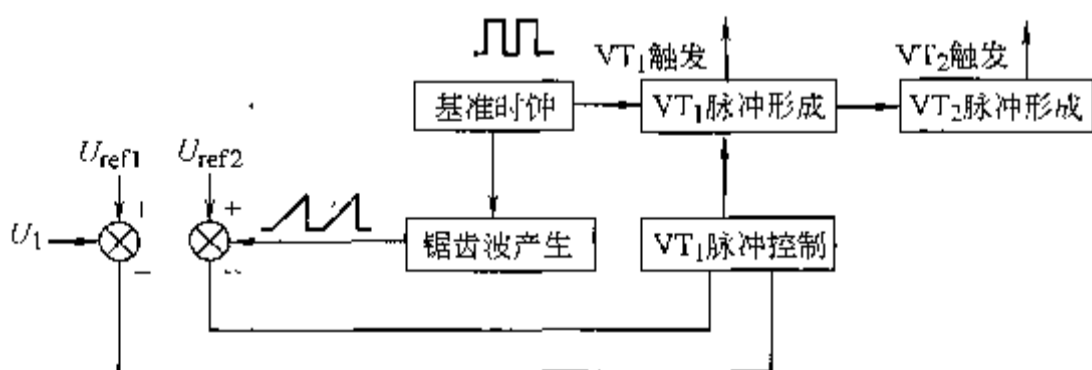 VT₁触发
VT₂触发
基准时钟
VT₁脉冲形成
VT₂脉冲形成
U_ref1
U_ref2
+
+
U₁
锯齿波产生
VT₁脉冲控制
−